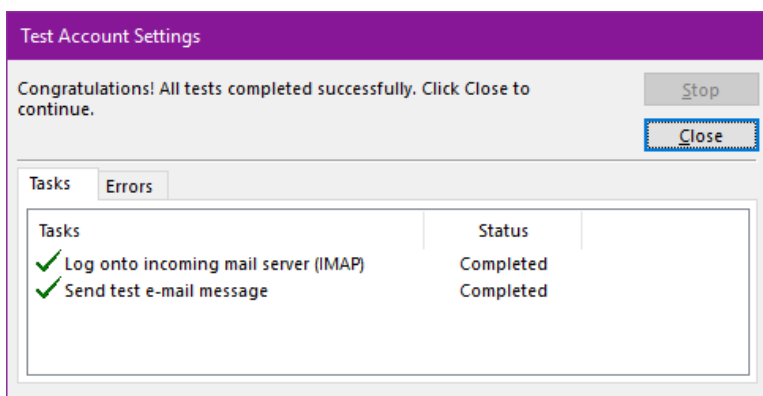 Test Account Settings
Congratulations! All tests completed successfully. Click Close to
continue.
Stop
Close
Tasks Errors
Tasks Status
Log onto incoming mail server (IMAP) Completed
Send test e-mail message Completed